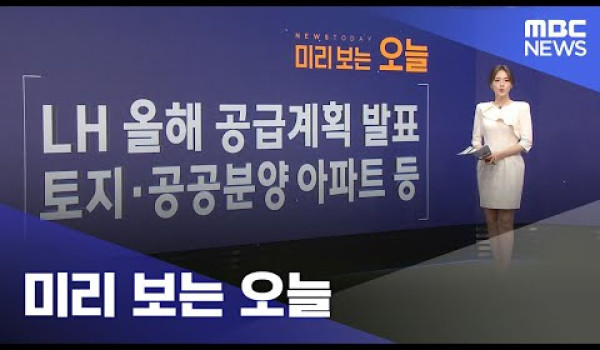 NEWSTODAY
미리 보는 오늘
MBC
NEWS
LH 올해 공급계획 발표
토지·공공분양 아파트 등
미리 보는 오늘